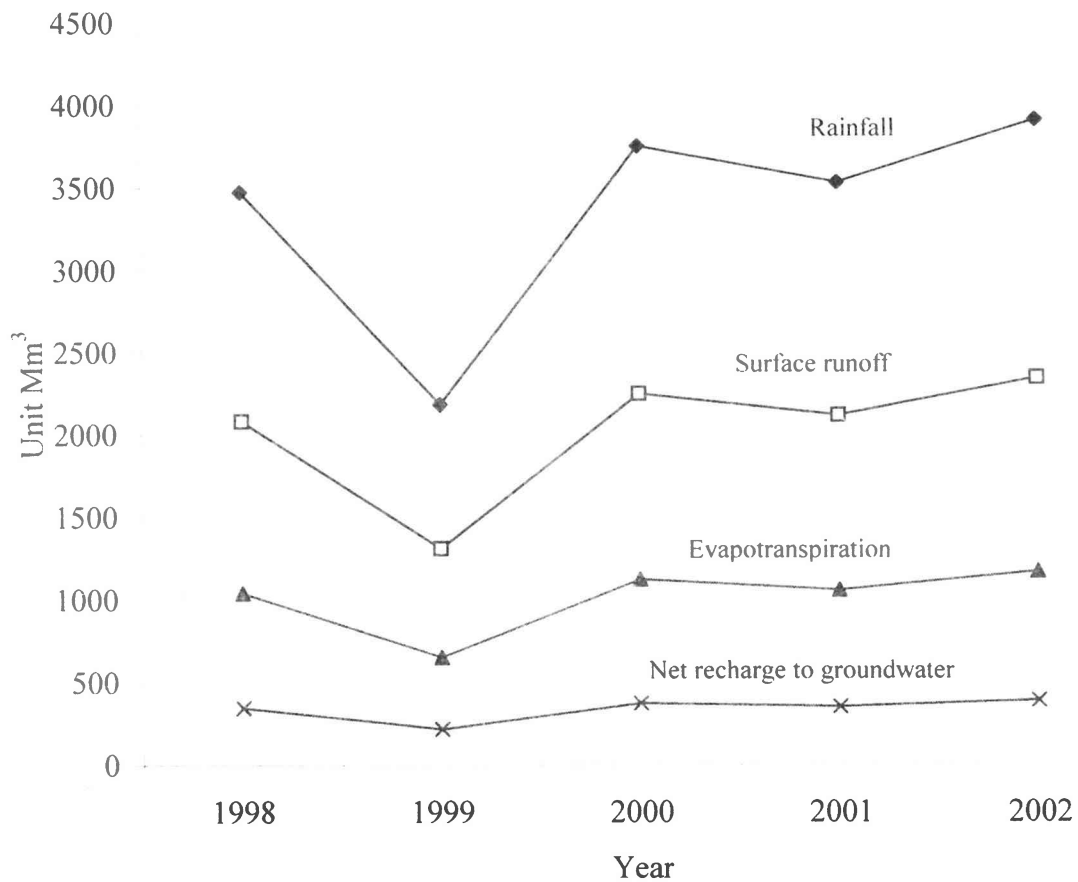 4500
4000
Rainfall
3500
3000
2500
Surface runoff
Unit Mm³
2000
1500
Evapotranspiration
1000
Net recharge to groundwater
500
0
1998 1999 2000 2001 2002
Year